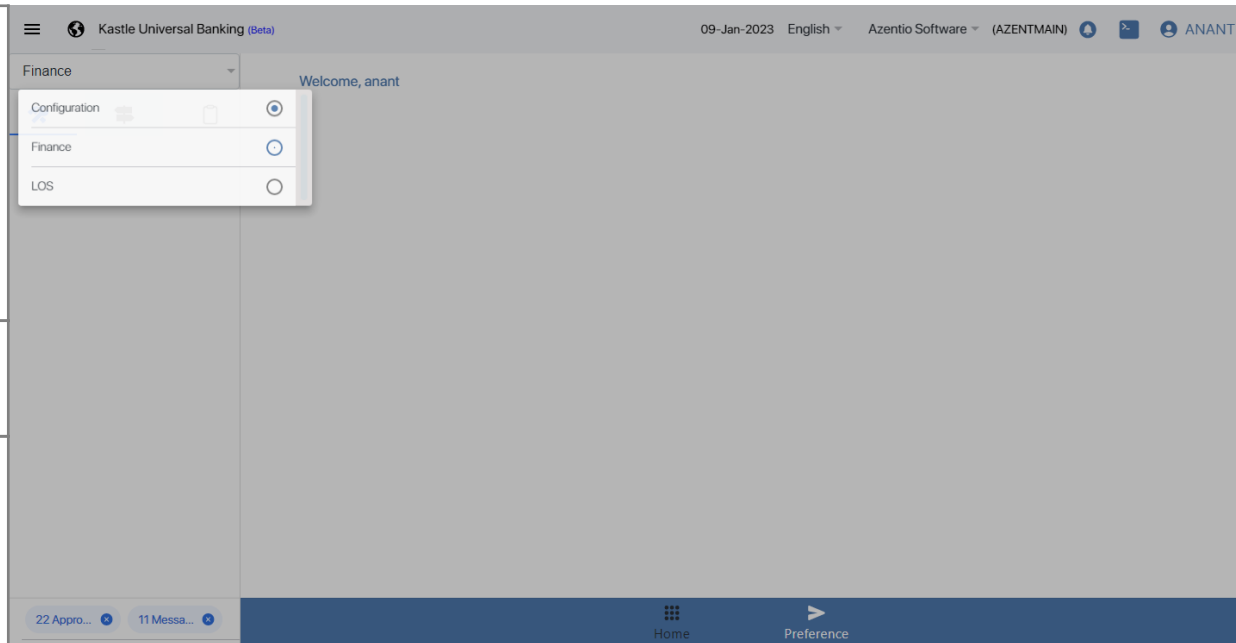 Kastle Universal Banking (Beta) 09-Jan-2023 English Azentio Software (AZENTMAIN) ANANT
Finance
Welcome, anant
Configuration
Finance
LOS
22 Appro... 11 Messa...
Home Preference